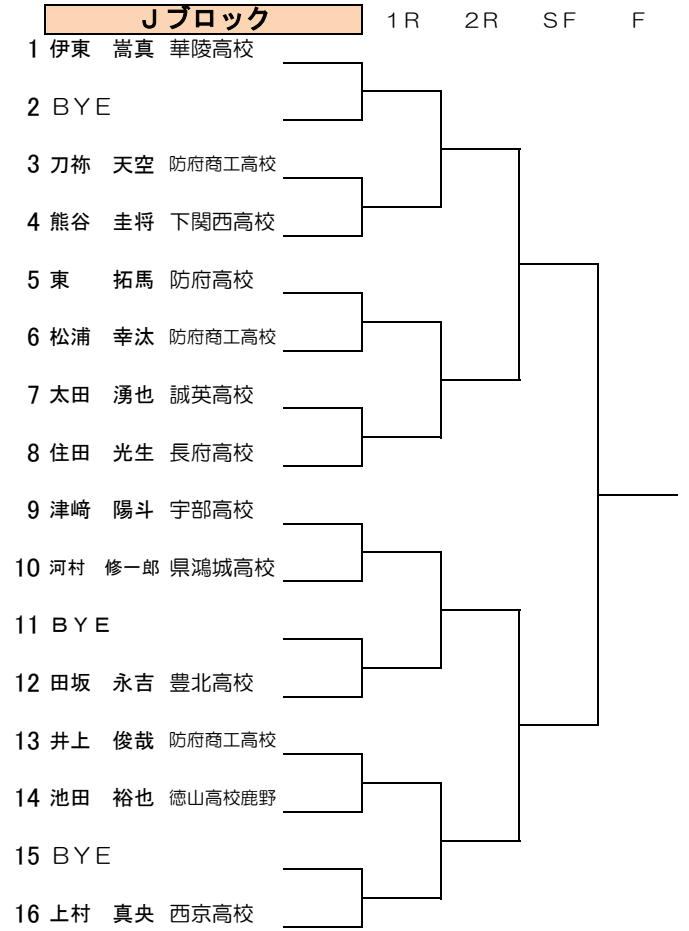 Jブロック 1R 2R SF F
1 伊東 嵩真 華陵高校
2 BYE
3 刀祢 天空 防府商工高校
4 熊谷 圭将 下関西高校
5 東 拓馬 防府高校
6 松浦 幸汰 防府商工高校
7 太田 湧也 誠英高校
8 住田 光生 長府高校
9 津﨑 陽斗 宇部高校
10 河村 修一郎 県鴻城高校
11 BYE
12 田坂 永吉 豊北高校
13 井上 俊哉 防府商工高校
14 池田 裕也 徳山高校鹿野
15 BYE
16 上村 真央 西京高校